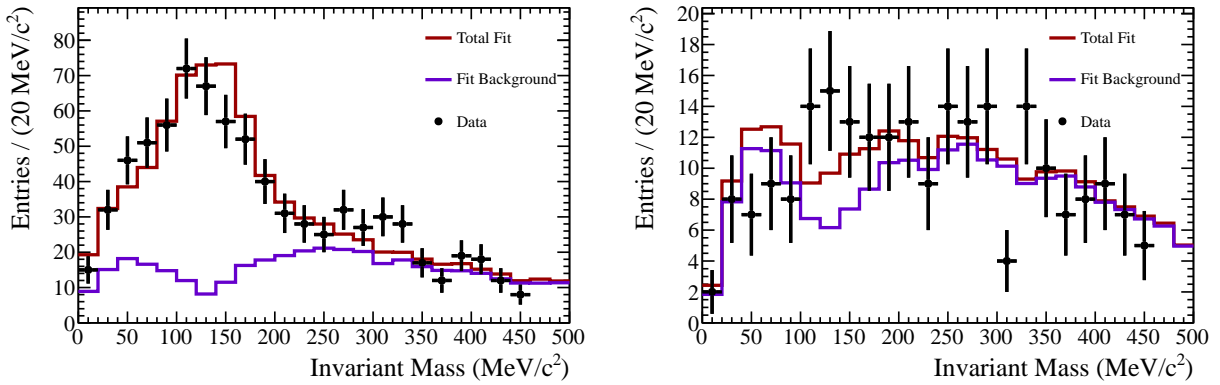 Entries / (20 MeV/c²)
80
70
60
50
40
30
20
10
0
Total Fit
Fit Background
Data
0 50 100 150 200 250 300 350 400 450 500
Invariant Mass (MeV/c²)
Entries / (20 MeV/c²)
20
18
16
14
12
10
8
6
4
2
0
Total Fit
Fit Background
Data
0 50 100 150 200 250 300 350 400 450 500
Invariant Mass (MeV/c²)